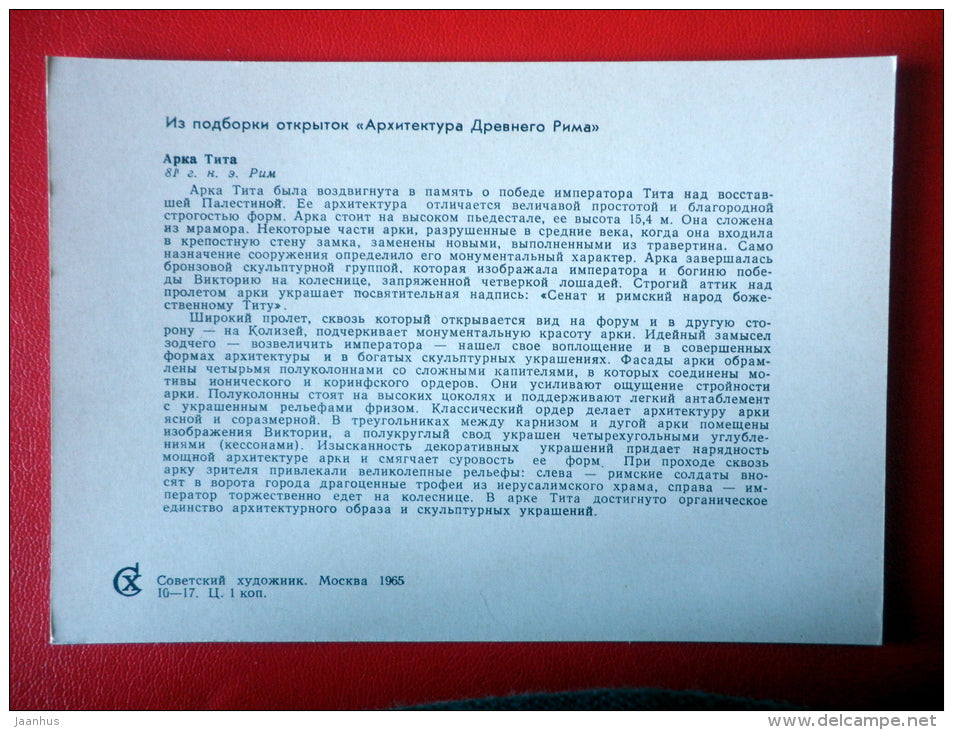 Из подборки открыток «Архитектура Древнего Рима»
Арка Тита
81 г. н. э. Рим
Арка Тита была воздвигнута в память о победе императора Тита над восстав-
шей Палестиной. Ее архитектура отличается величавой простотой и благородной
строгостью форм. Арка стоит на высоком пьедестале, ее высота 15,4 м. Она сложена
из мрамора. Некоторые части арки, разрушенные в средние века, когда она входила
в крепостную стену замка, заменены новыми, выполненными из травертина. Само
назначение сооружения определило его монументальный характер. Арка завершалась
бронзовой скульптурной группой, которая изображала императора и богиню побе-
ды Викторию на колеснице, запряженной четверкой лошадей. Строгий аттик над
пролетом арки украшает посвятительная надпись: «Сенат и римский народ боже-
ственному Титу».
Широкий пролет, сквозь который открывается вид на форум и в другую сто-
рону — на Колизей, подчеркивает монументальную красоту арки. Идейный замысел
зодчего — возвеличить императора — нашел свое воплощение и в совершенных
формах архитектуры и в богатых скульптурных украшениях. Фасады арки обрам-
лены четырьмя полуколоннами со сложными капителями, в которых соединены мо-
тивы ионического и коринфского ордеров. Они усиливают ощущение стройности
арки. Полуколонны стоят на высоких цоколях и поддерживают легкий антаблемент
с украшенным рельефами фризом. Классический ордер делает архитектуру арки
ясной и соразмерной. В треугольниках между карнизом и дугой арки помещены
изображения Виктории, а полукруглый свод украшен четырехугольными углубле-
ниями (кессонами). Изысканность декоративных украшений придает нарядность
мощной архитектуре арки и смягчает суровость ее форм. При проходе сквозь
арку зрителя привлекали великолепные рельефы: слева — римские солдаты вно-
сят в ворота города драгоценные трофеи из иерусалимского храма, справа — им-
ператор торжественно едет на колеснице. В арке Тита достигнуто органическое
единство архитектурного образа и скульптурных украшений.
СХ
Советский художник. Москва 1965
10—17. Ц. 1 коп.
jaanhus
www.delcampe.net